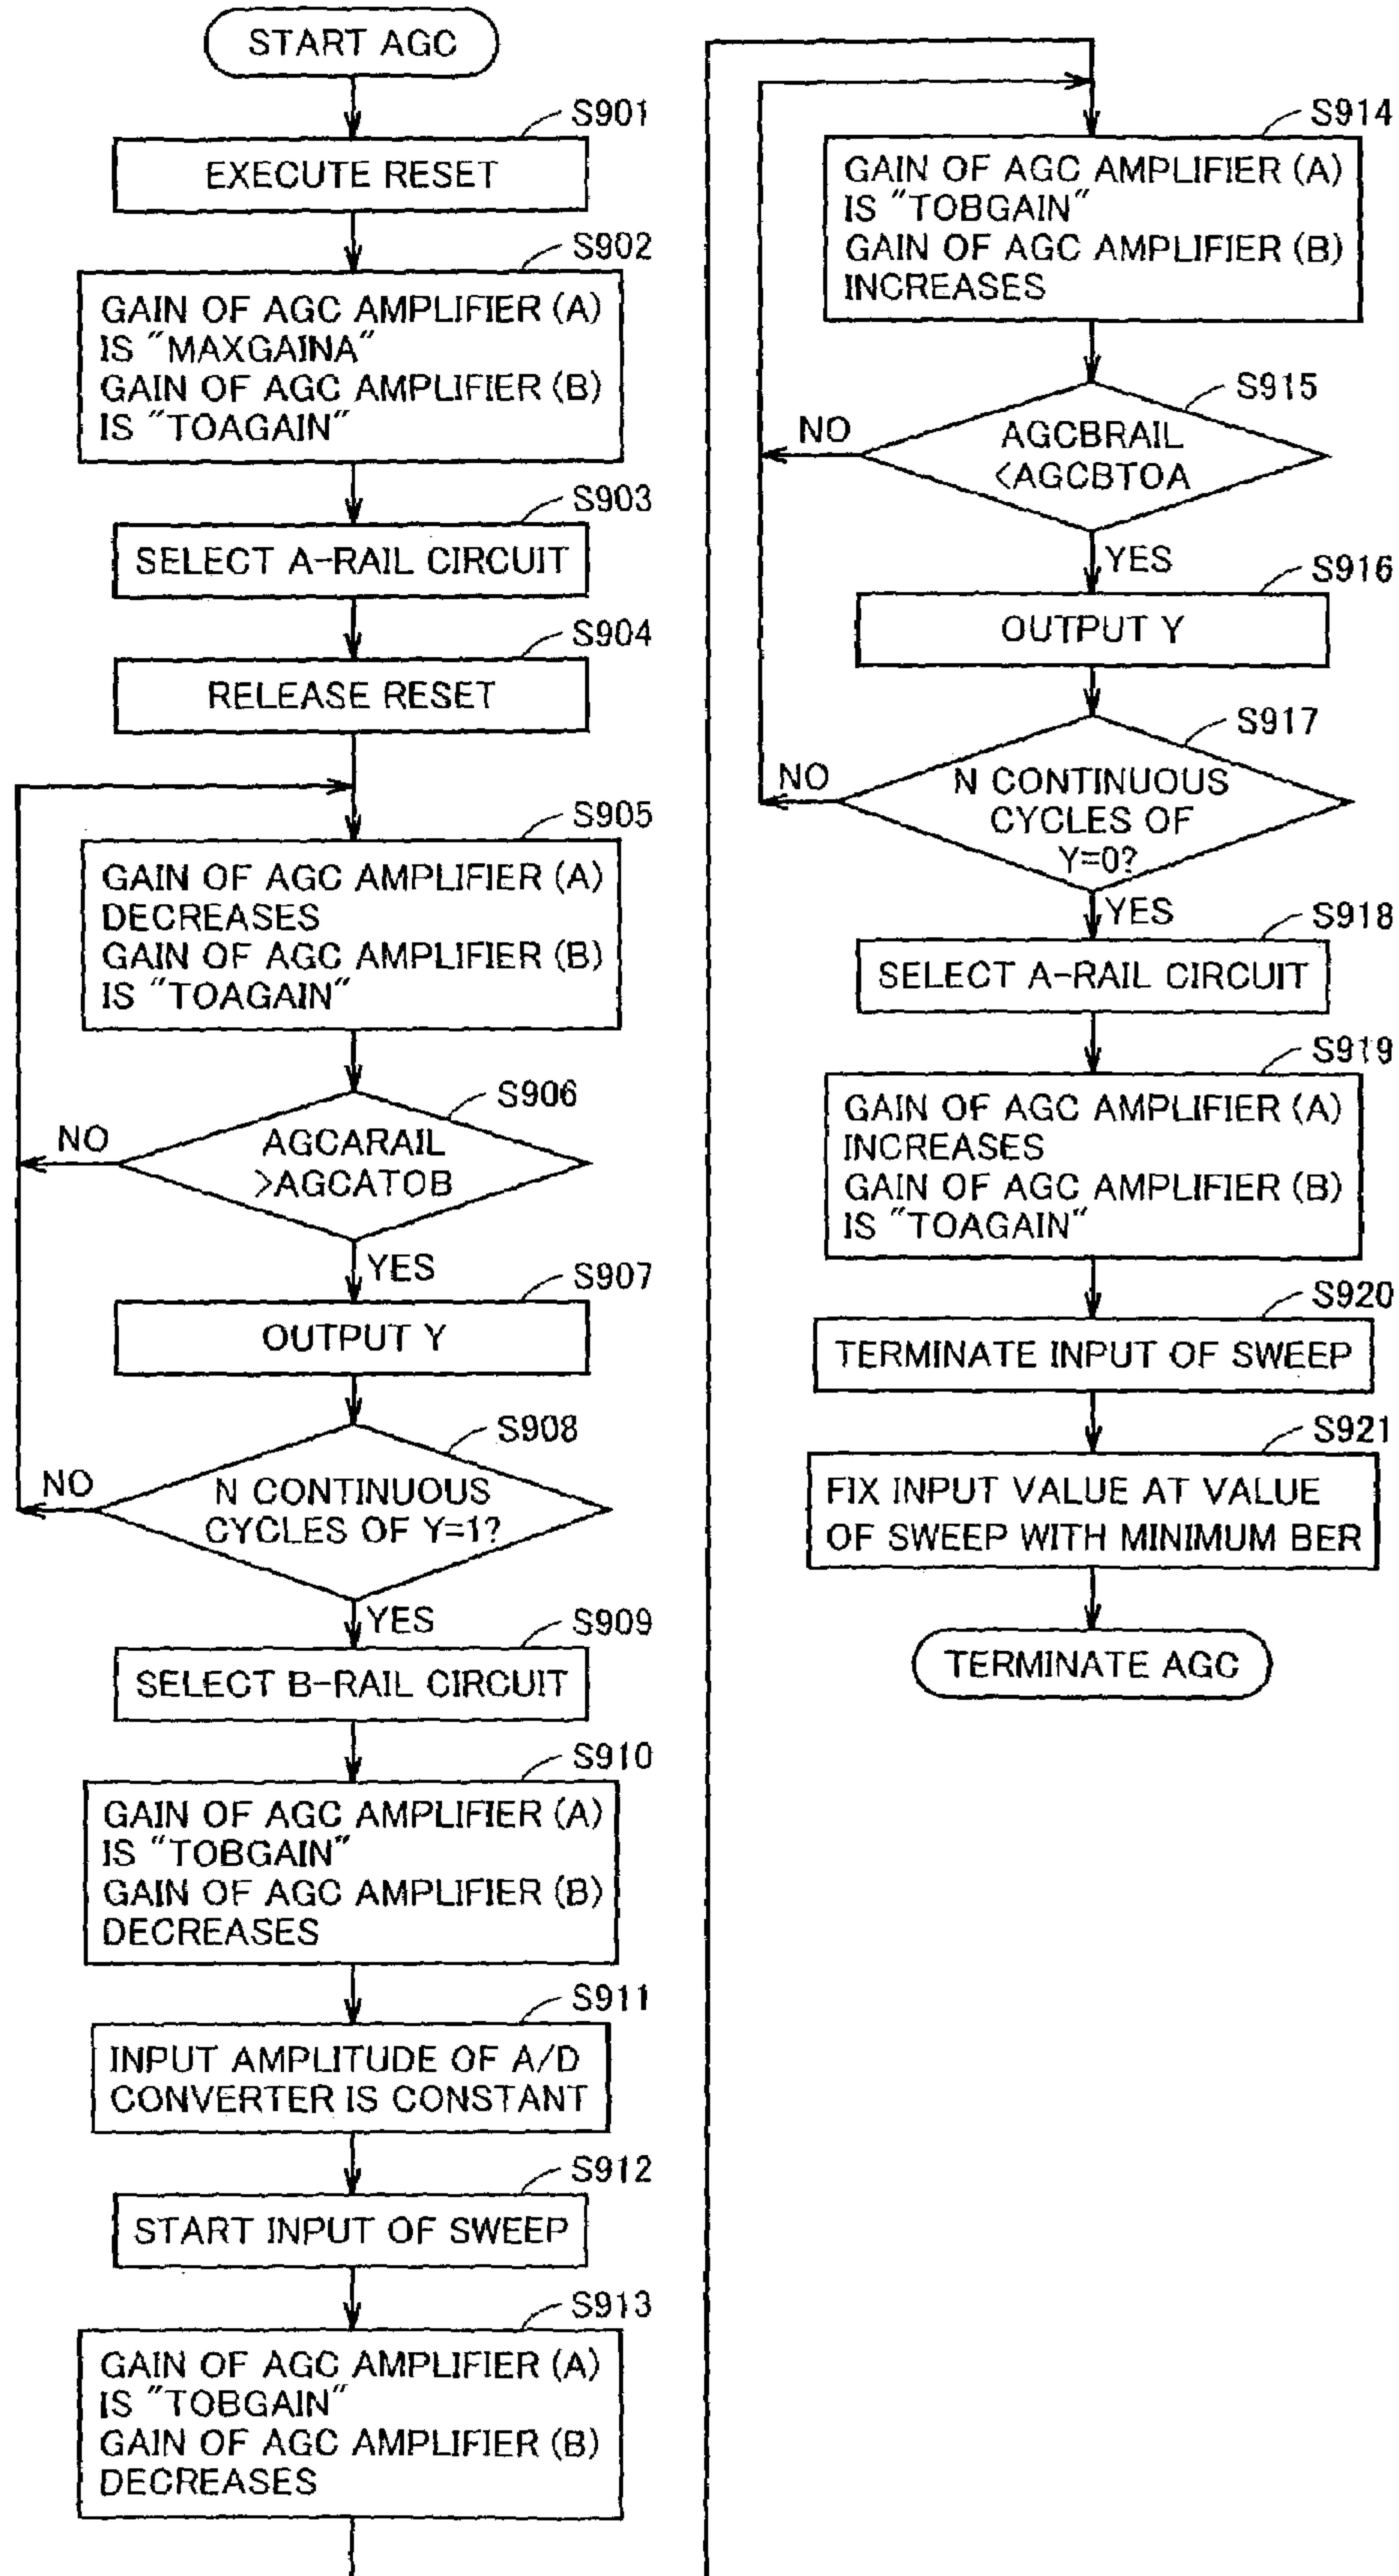 START AGC
S901
EXECUTE RESET
S902
GAIN OF AGC AMPLIFIER (A)
IS "MAXGAINA"
GAIN OF AGC AMPLIFIER (B)
IS "TOAGAIN"
S903
SELECT A-RAIL CIRCUIT
S904
RELEASE RESET
S905
GAIN OF AGC AMPLIFIER (A)
DECREASES
GAIN OF AGC AMPLIFIER (B)
IS "TOAGAIN"
S906
NO
AGCARAIL
>AGCATOB
YES
S907
OUTPUT Y
S908
NO
N CONTINUOUS
CYCLES OF Y=1?
YES
S909
SELECT B-RAIL CIRCUIT
S910
GAIN OF AGC AMPLIFIER (A)
IS "TOBGAIN"
GAIN OF AGC AMPLIFIER (B)
DECREASES
S911
INPUT AMPLITUDE OF A/D
CONVERTER IS CONSTANT
S912
START INPUT OF SWEEP
S913
GAIN OF AGC AMPLIFIER (A)
IS "TOBGAIN"
GAIN OF AGC AMPLIFIER (B)
DECREASES
S914
GAIN OF AGC AMPLIFIER (A)
IS "TOBGAIN"
GAIN OF AGC AMPLIFIER (B)
INCREASES
S915
NO
AGCBRAIL
<AGCBTOA
YES
S916
OUTPUT Y
S917
NO
N CONTINUOUS
CYCLES OF
Y=0?
YES
S918
SELECT A-RAIL CIRCUIT
S919
GAIN OF AGC AMPLIFIER (A)
INCREASES
GAIN OF AGC AMPLIFIER (B)
IS "TOAGAIN"
S920
TERMINATE INPUT OF SWEEP
S921
FIX INPUT VALUE AT VALUE
OF SWEEP WITH MINIMUM BER
TERMINATE AGC